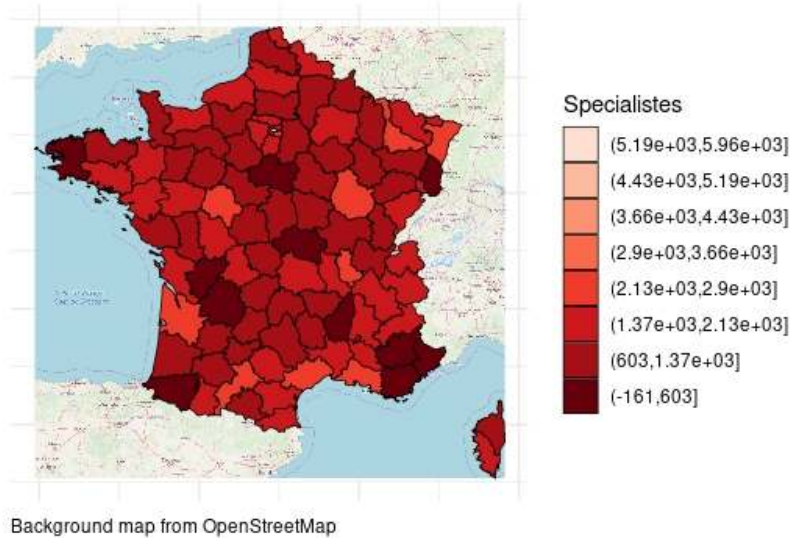 Specialistes
(5.19e+03,5.96e+03]
(4.43e+03,5.19e+03]
(3.66e+03,4.43e+03]
(2.9e+03,3.66e+03]
(2.13e+03,2.9e+03]
(1.37e+03,2.13e+03]
(603,1.37e+03]
(-161,603]
Background map from OpenStreetMap